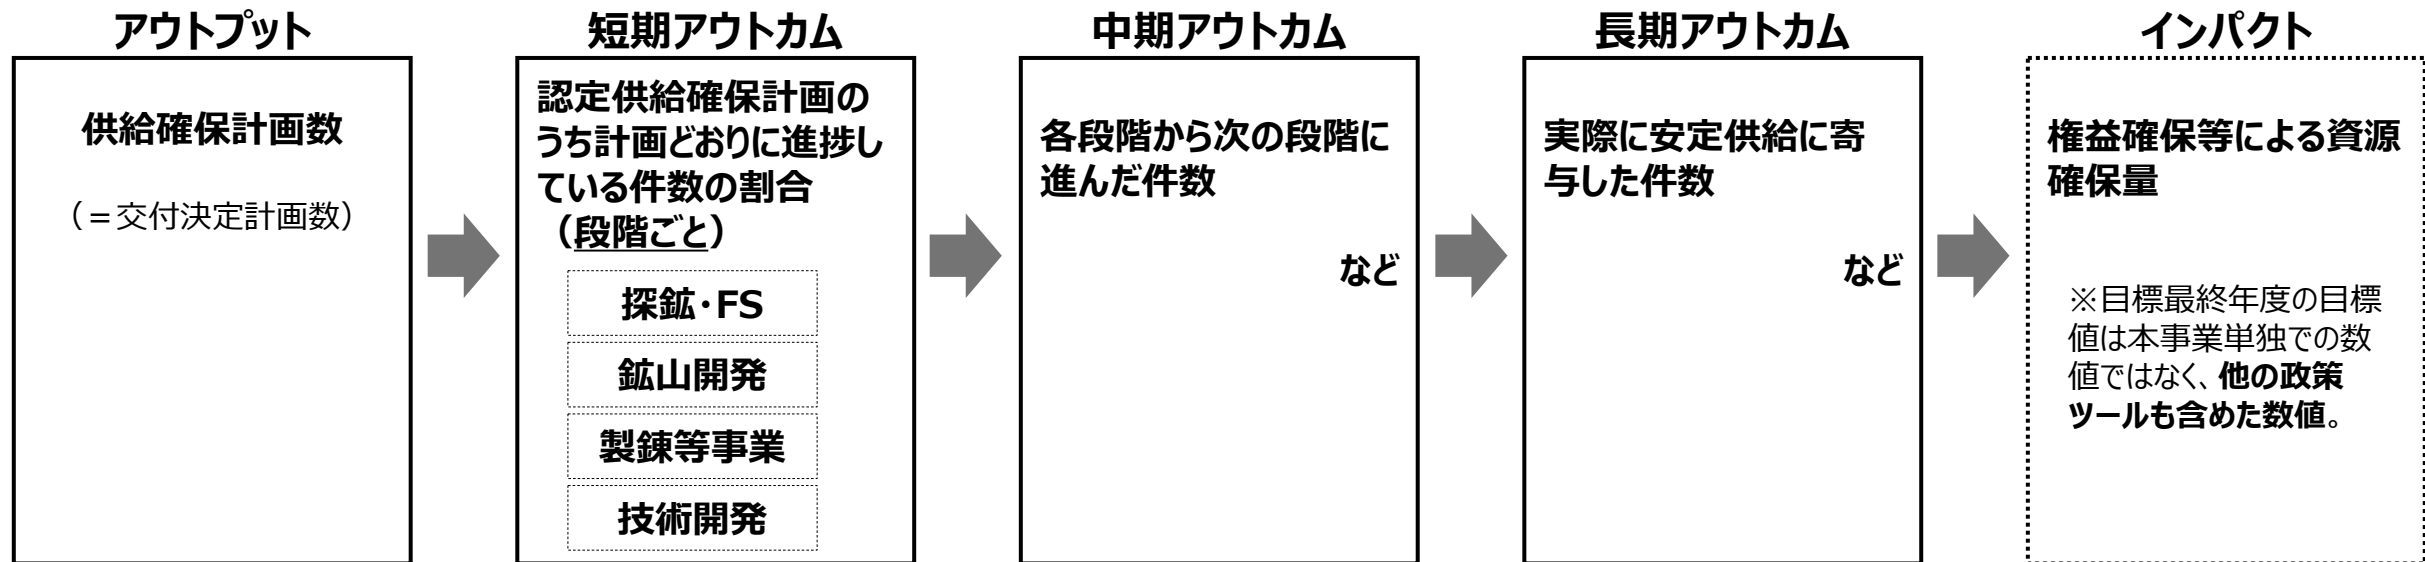 アウトプット
供給確保計画数
（＝交付決定計画数）
短期アウトカム
認定供給確保計画の
うち計画どおりに進捗し
ている件数の割合
（段階ごと）
探鉱・FS
鉱山開発
製錬等事業
技術開発
中期アウトカム
各段階から次の段階に
進んだ件数
など
長期アウトカム
実際に安定供給に寄
与した件数
など
インパクト
権益確保等による資源
確保量
※目標最終年度の目標
値は本事業単独での数
値ではなく、他の政策
ツールも含めた数値。